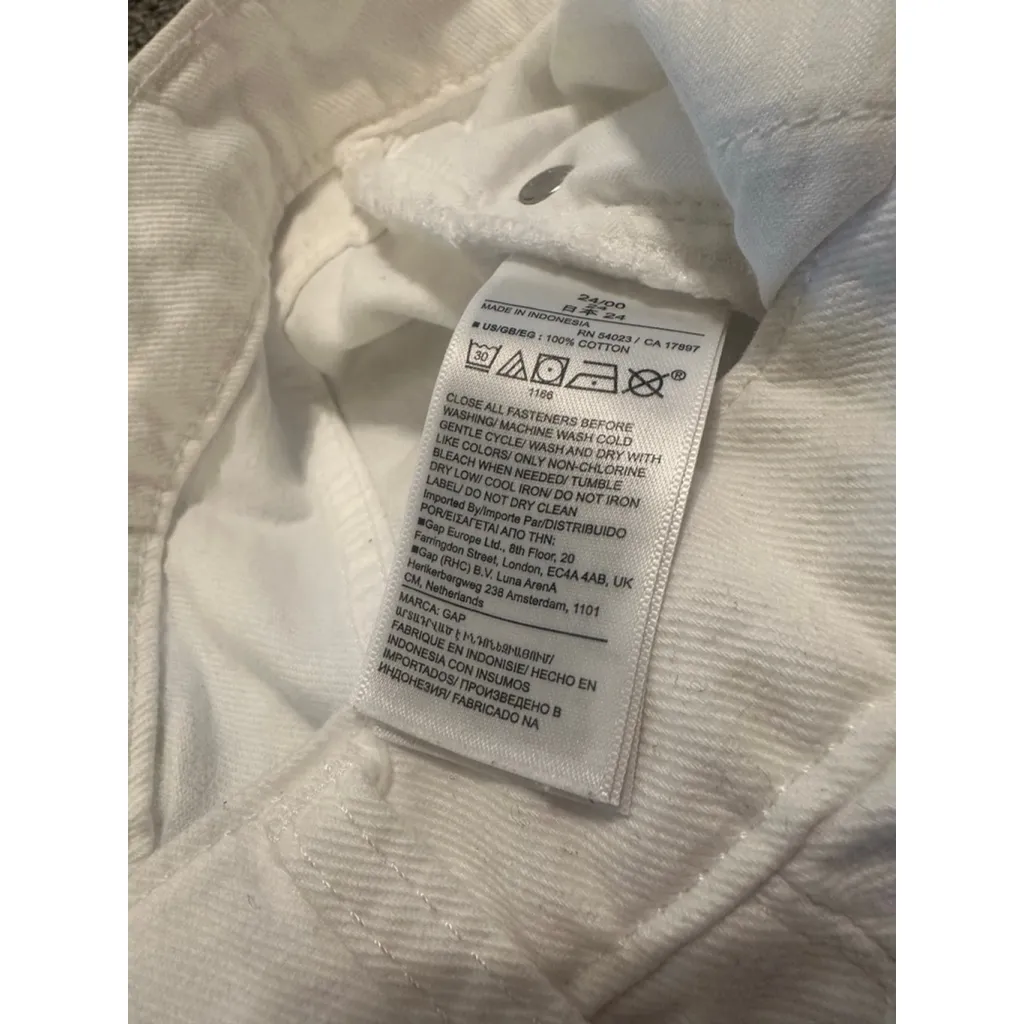 24/00
24
日本 24
MADE IN INDONESIA
RN 54023 / CA 17897
■ US/GB/EG : 100% COTTON
30
®
1186
CLOSE ALL FASTENERS BEFORE
WASHING/ MACHINE WASH COLD
GENTLE CYCLE/ WASH AND DRY WITH
LIKE COLORS/ ONLY NON-CHLORINE
BLEACH WHEN NEEDED/ TUMBLE
DRY LOW/ COOL IRON/ DO NOT IRON
LABEL/ DO NOT DRY CLEAN
Imported By/Importe Par/DISTRIBUIDO
POR/ΕΙΣΑΓΕΤΑΙ ΑΠΟ ΤΗΝ:
■Gap Europe Ltd., 8th Floor, 20
Farringdon Street, London, EC4A 4AB, UK
■Gap (RHC) B.V. Luna ArenA
Herikerbergweg 238 Amsterdam, 1101
CM, Netherlands
MARCA: GAP
ԱՐՏԱԴՐՎԱԾ Է ԻՆԴՈՆԵԶԻԱՅՈՒՄ/
FABRIQUE EN INDONISIE/ HECHO EN
INDONESIA CON INSUMOS
IMPORTADOS/ ПРОИЗВЕДЕНО В
ИНДОНЕЗИЯ/ FABRICADO NA